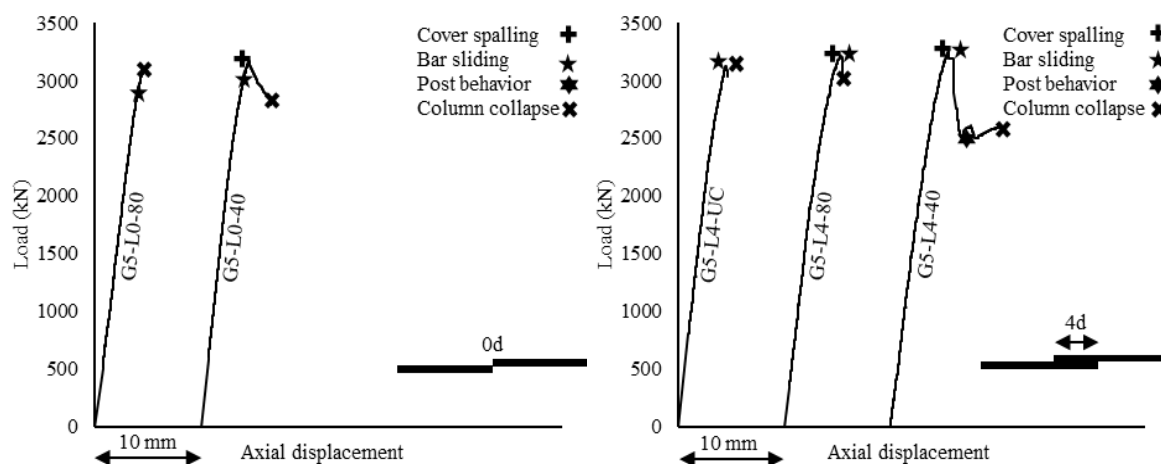 3500
3000
2500
2000
1500
1000
500
0
Load (kN)
Cover spalling
Bar sliding
Post behavior
Column collapse
G5-L0-80
G5-L0-40
0d
10 mm
Axial displacement
3500
3000
2500
2000
1500
1000
500
0
Load (kN)
Cover spalling
Bar sliding
Post behavior
Column collapse
G5-L4-UC
G5-L4-80
G5-L4-40
4d
10 mm
Axial displacement